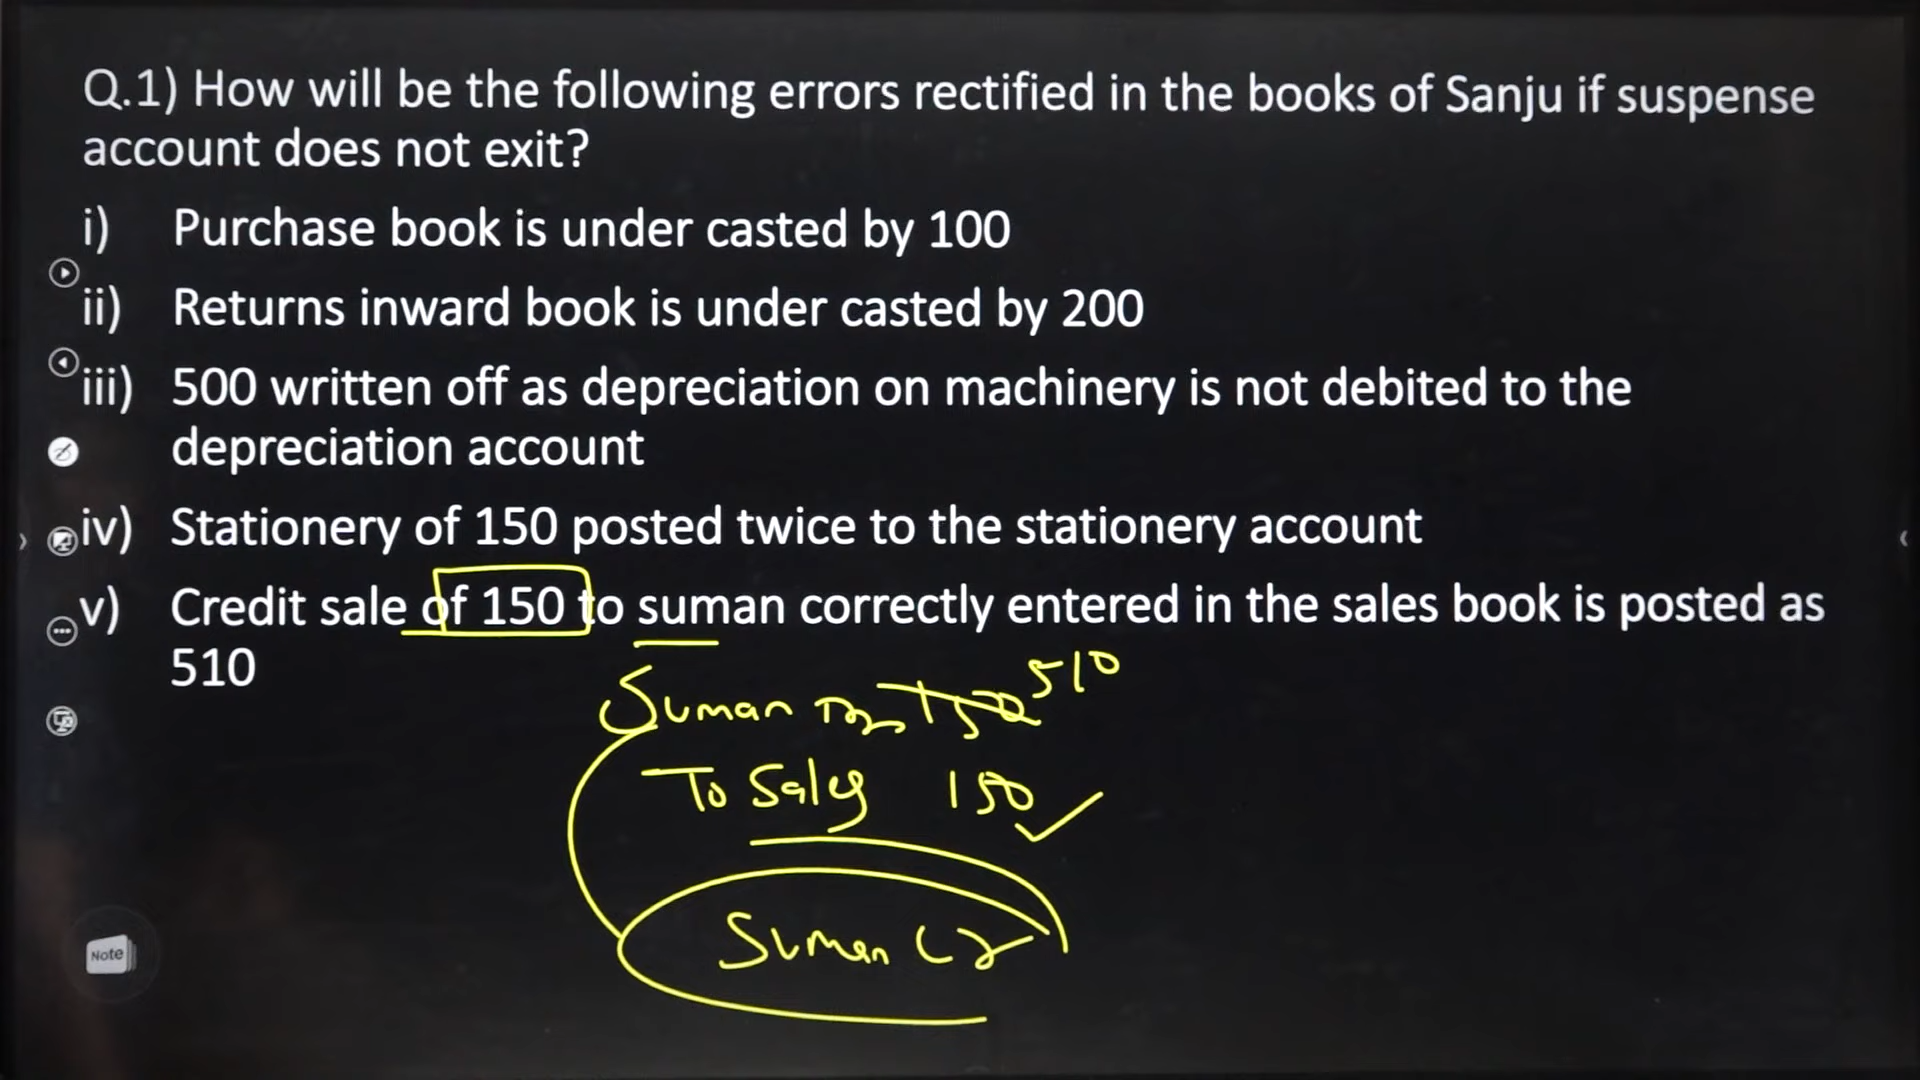 Q.1) How will be the following errors rectified in the books of Sanju if suspense
account does not exit?
i) Purchase book is under casted by 100
ii) Returns inward book is under casted by 200
iii) 500 written off as depreciation on machinery is not debited to the
depreciation account
iv) Stationery of 150 posted twice to the stationery account
v) Credit sale of 150 to suman correctly entered in the sales book is posted as
510
Suman Dr 150 510
To Sales 150
Suman Cr
Note